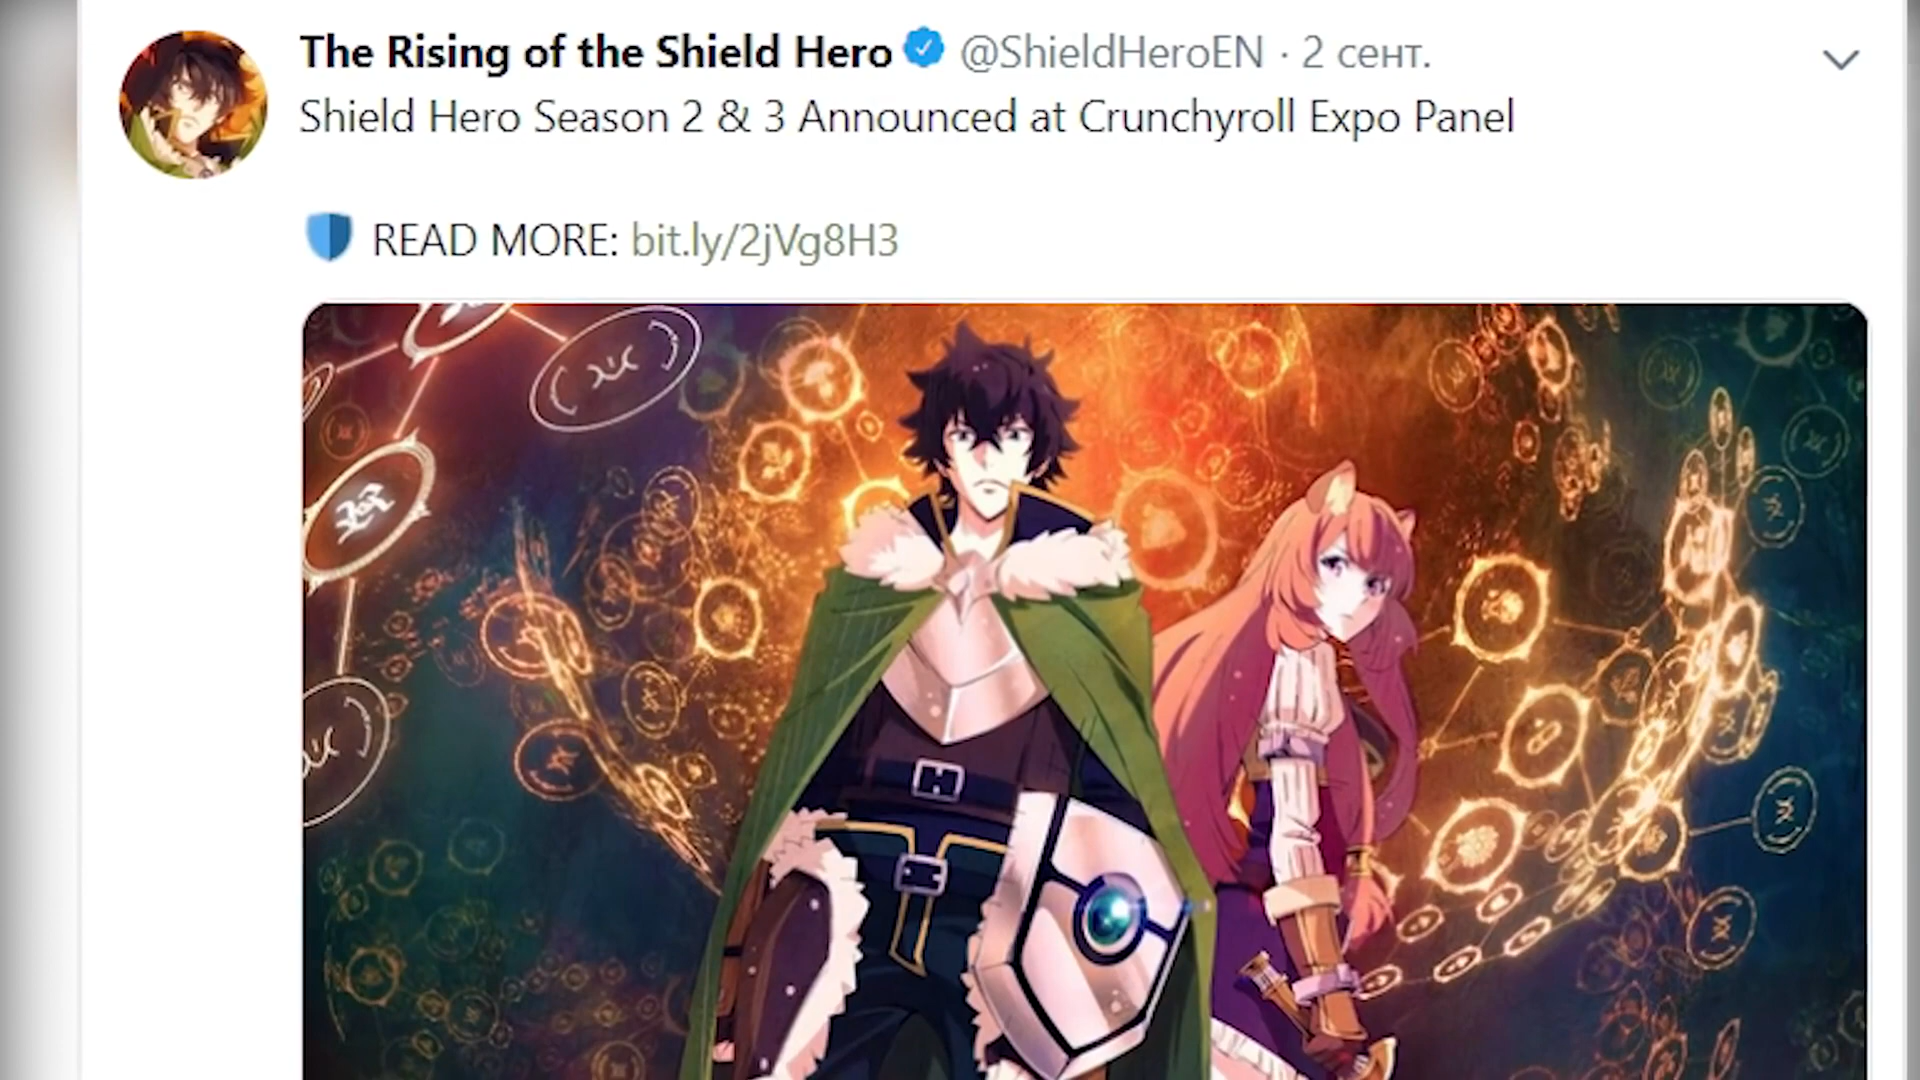 The Rising of the Shield Hero @ShieldHeroEN · 2 сент.
Shield Hero Season 2 & 3 Announced at Crunchyroll Expo Panel
READ MORE: bit.ly/2jVg8H3